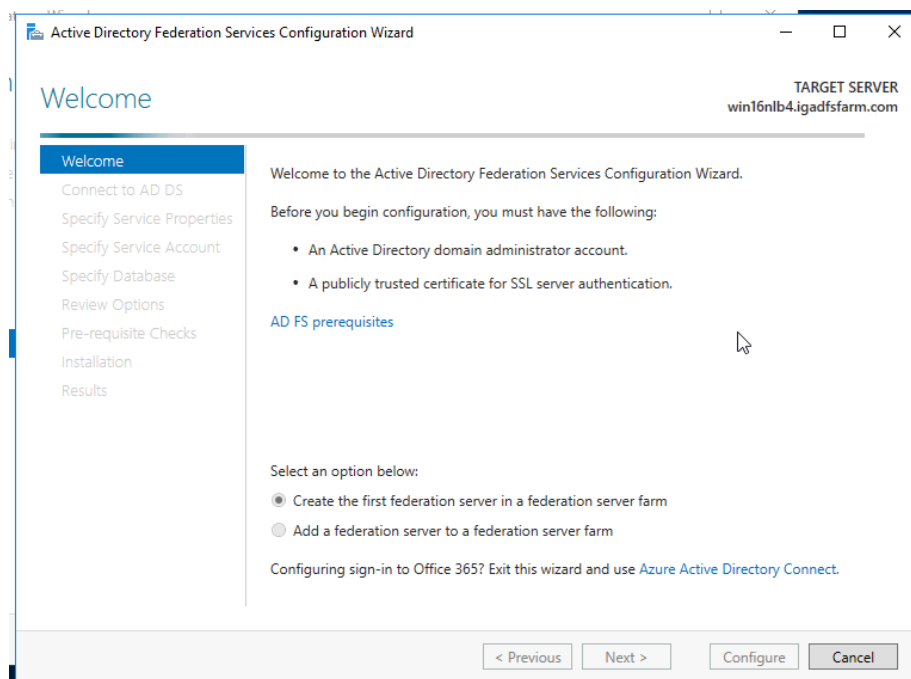 Active Directory Federation Services Configuration Wizard
Welcome
TARGET SERVER
win16nlb4.igadfsfarm.com
Welcome
Connect to AD DS
Specify Service Properties
Specify Service Account
Specify Database
Review Options
Pre-requisite Checks
Installation
Results
Welcome to the Active Directory Federation Services Configuration Wizard.
Before you begin configuration, you must have the following:
• An Active Directory domain administrator account.
• A publicly trusted certificate for SSL server authentication.
AD FS prerequisites
Select an option below:
Create the first federation server in a federation server farm
Add a federation server to a federation server farm
Configuring sign-in to Office 365? Exit this wizard and use Azure Active Directory Connect.
< Previous
Next >
Configure
Cancel